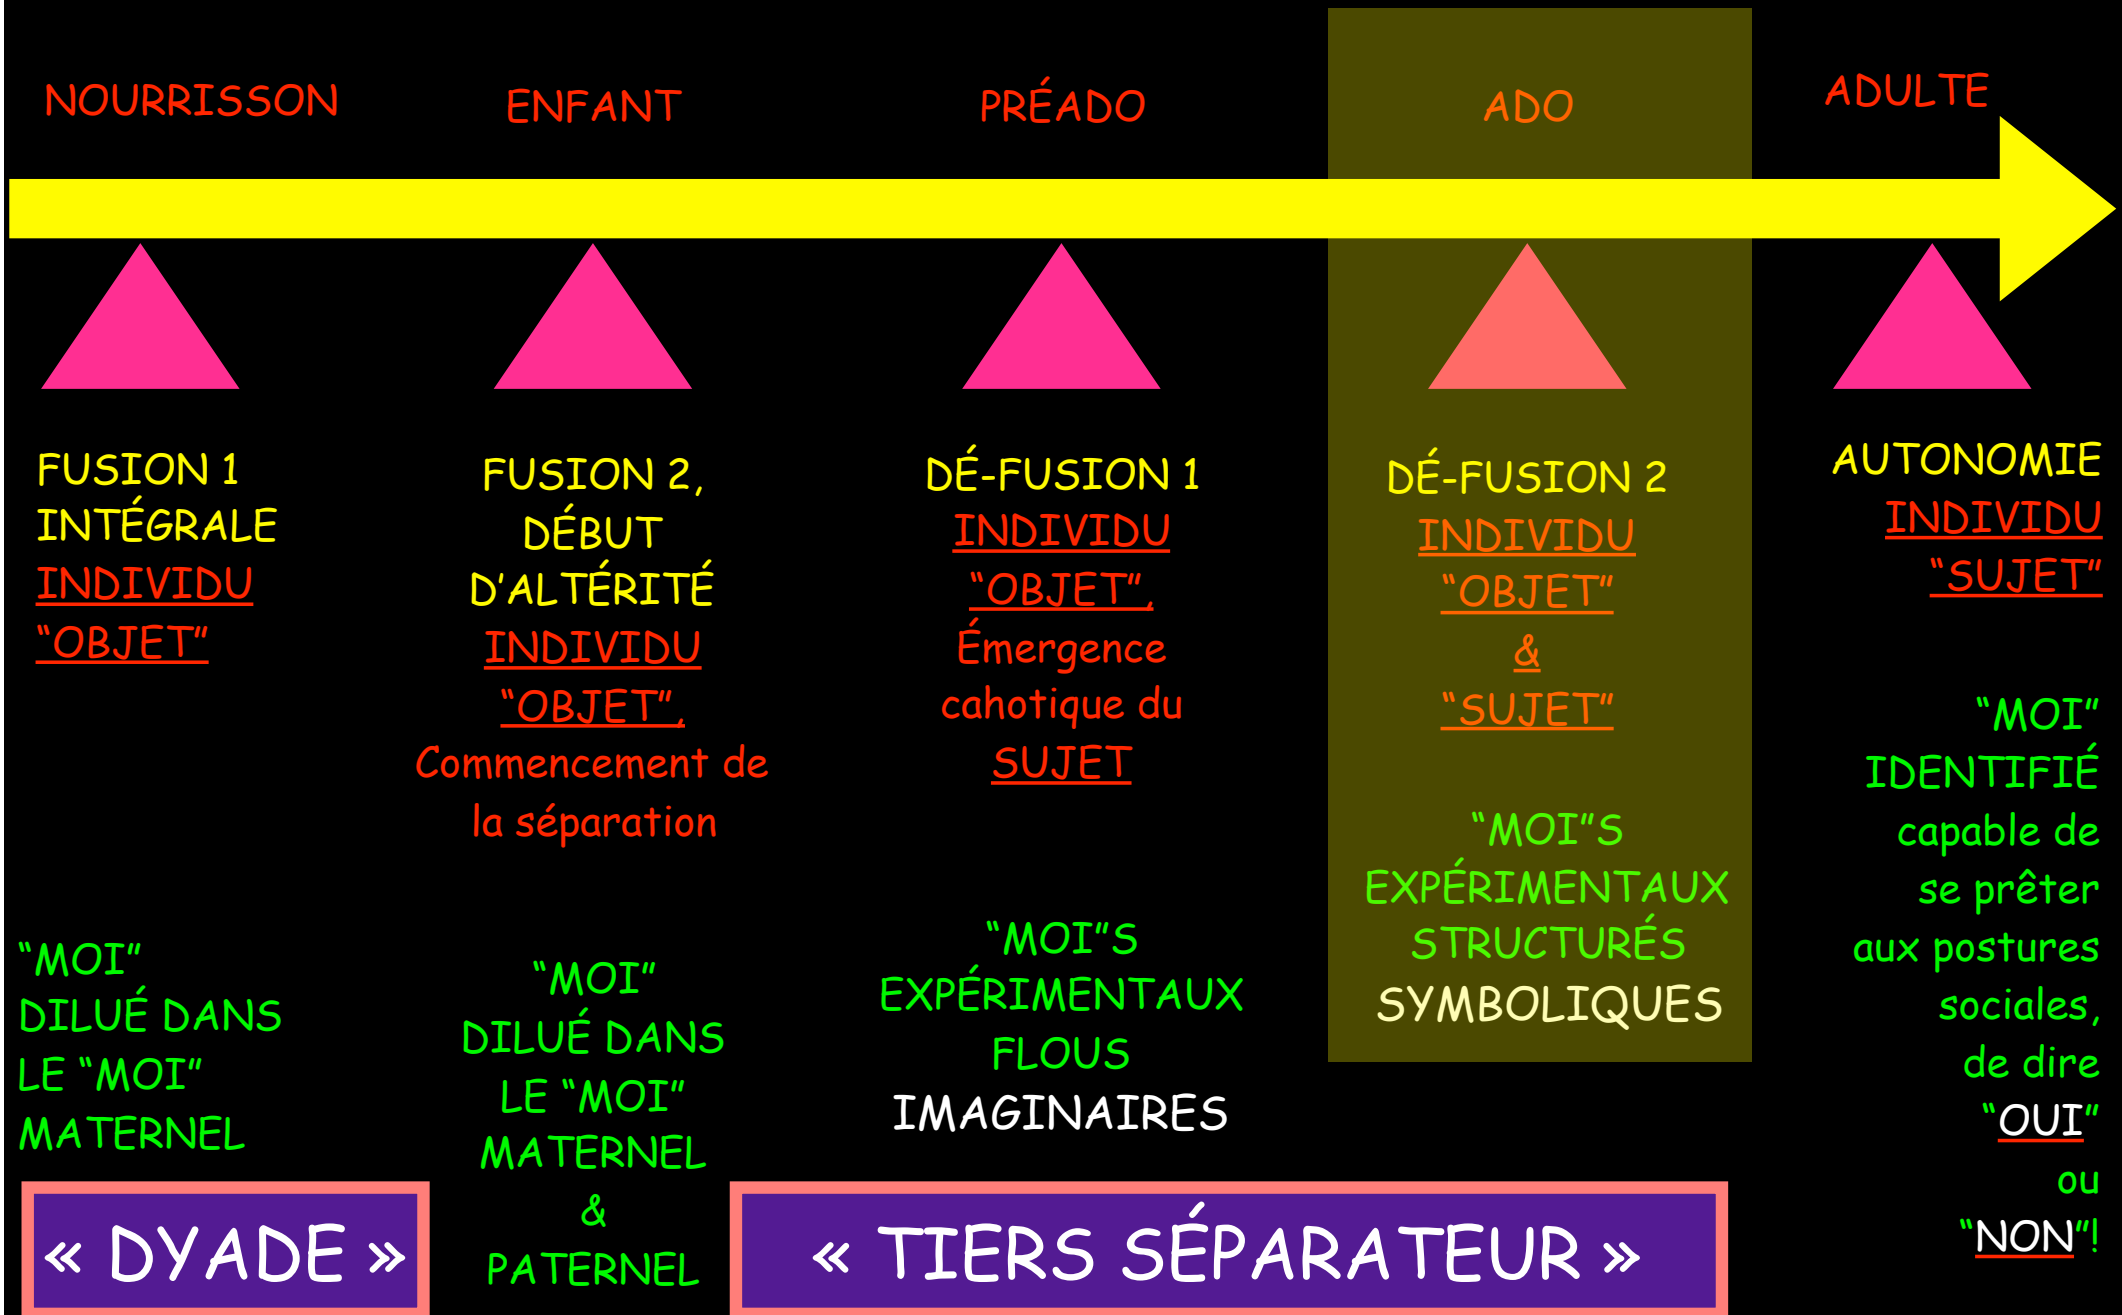 NOURRISSON
ENFANT
PRÉADO
ADO
ADULTE
FUSION 1
INTÉGRALE
INDIVIDU
“OBJET”
“MOI”
DILUÉ DANS
LE “MOI”
MATERNEL
« DYADE »
FUSION 2,
DÉBUT
D’ALTÉRITÉ
INDIVIDU
“OBJET”,
Commencement de
la séparation
“MOI”
DILUÉ DANS
LE “MOI”
MATERNEL
&
PATERNEL
DÉ-FUSION 1
INDIVIDU
“OBJET”,
Émergence
cahotique du
SUJET
“MOI”S
EXPÉRIMENTAUX
FLOUS
IMAGINAIRES
DÉ-FUSION 2
INDIVIDU
“OBJET”
&
“SUJET”
“MOI”S
EXPÉRIMENTAUX
STRUCTURÉS
SYMBOLIQUES
« TIERS SÉPARATEUR »
AUTONOMIE
INDIVIDU
“SUJET”
“MOI”
IDENTIFIÉ
capable de
se prêter
aux postures
sociales,
de dire
“OUI”
ou
“NON”!